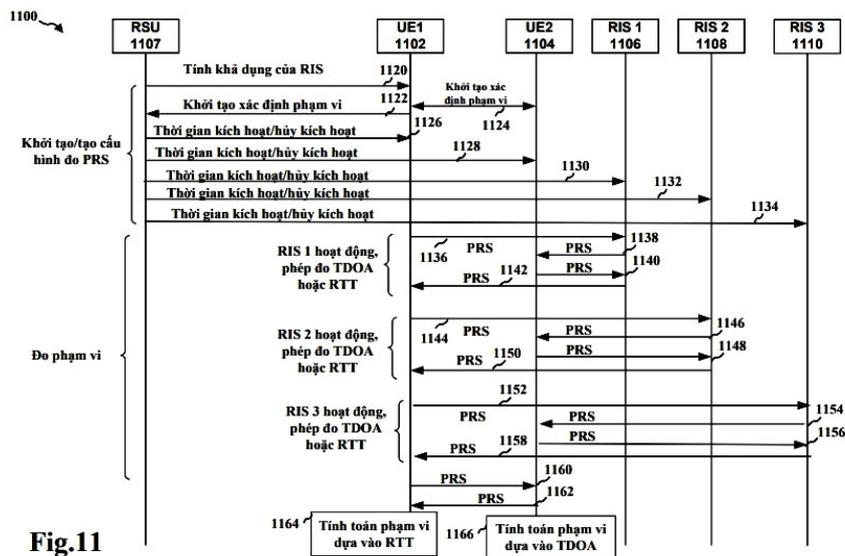 1100
RSU
1107
UE1
1102
UE2
1104
RIS 1
1106
RIS 2
1108
RIS 3
1110
Tính khả dụng của RIS
1120
Khởi tạo xác định phạm vi
1122
Khởi tạo xác
định phạm vi
1124
Khởi tạo/tạo cấu
hình đo PRS
Thời gian kích hoạt/hủy kích hoạt
1126
Thời gian kích hoạt/hủy kích hoạt
1128
Thời gian kích hoạt/hủy kích hoạt
1130
Thời gian kích hoạt/hủy kích hoạt
1132
Thời gian kích hoạt/hủy kích hoạt
1134
Đo phạm vi
RIS 1 hoạt động,
phép đo TDOA
hoặc RTT
1136
PRS
PRS
1138
PRS
1140
PRS
1142
RIS 2 hoạt động,
phép đo TDOA
hoặc RTT
1144
PRS
PRS
1146
PRS
1148
PRS
1150
RIS 3 hoạt động,
phép đo TDOA
hoặc RTT
1152
PRS
PRS
1154
PRS
1156
PRS
1158
PRS
1160
PRS
1162
1164
Tính toán phạm vi
dựa vào RTT
1166
Tính toán phạm vi
dựa vào TDOA
Fig.11